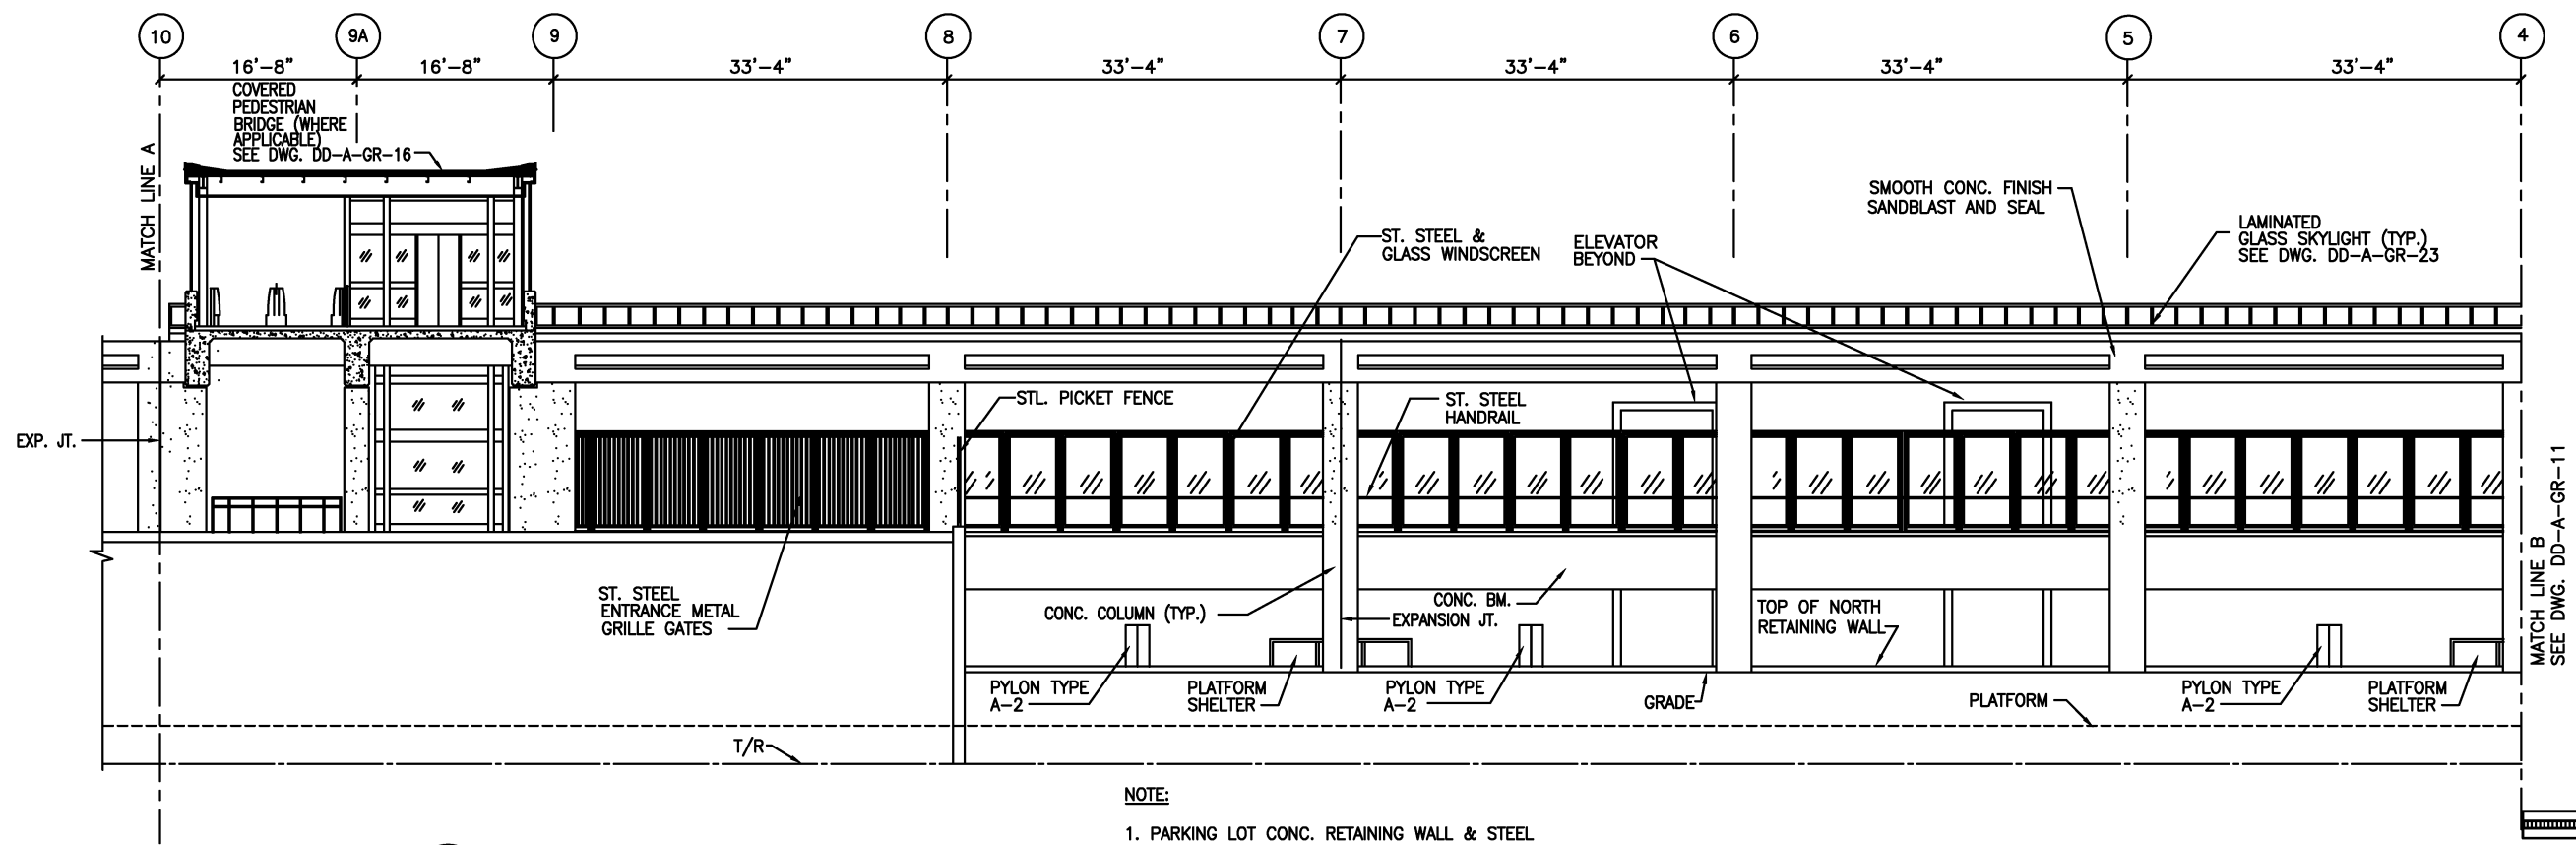 10
9A
9
8
7
6
5
4
16'-8"
16'-8"
33'-4"
33'-4"
33'-4"
33'-4"
33'-4"
COVERED
PEDESTRIAN
BRIDGE (WHERE
APPLICABLE)
SEE DWG. DD-A-GR-16
MATCH LINE A
SMOOTH CONC. FINISH
SANDBLAST AND SEAL
LAMINATED
GLASS SKYLIGHT (TYP.)
SEE DWG. DD-A-GR-23
ST. STEEL &
GLASS WINDSCREEN
ELEVATOR
BEYOND
STL. PICKET FENCE
ST. STEEL
HANDRAIL
EXP. JT.
ST. STEEL
ENTRANCE METAL
GRILLE GATES
CONC. COLUMN (TYP.)
CONC. BM.
EXPANSION JT.
TOP OF NORTH
RETAINING WALL
MATCH LINE B
SEE DWG. DD-A-GR-11
PYLON TYPE
A-2
PLATFORM
SHELTER
PYLON TYPE
A-2
GRADE
PLATFORM
PYLON TYPE
A-2
PLATFORM
SHELTER
T/R
NOTE:
1. PARKING LOT CONC. RETAINING WALL & STEEL